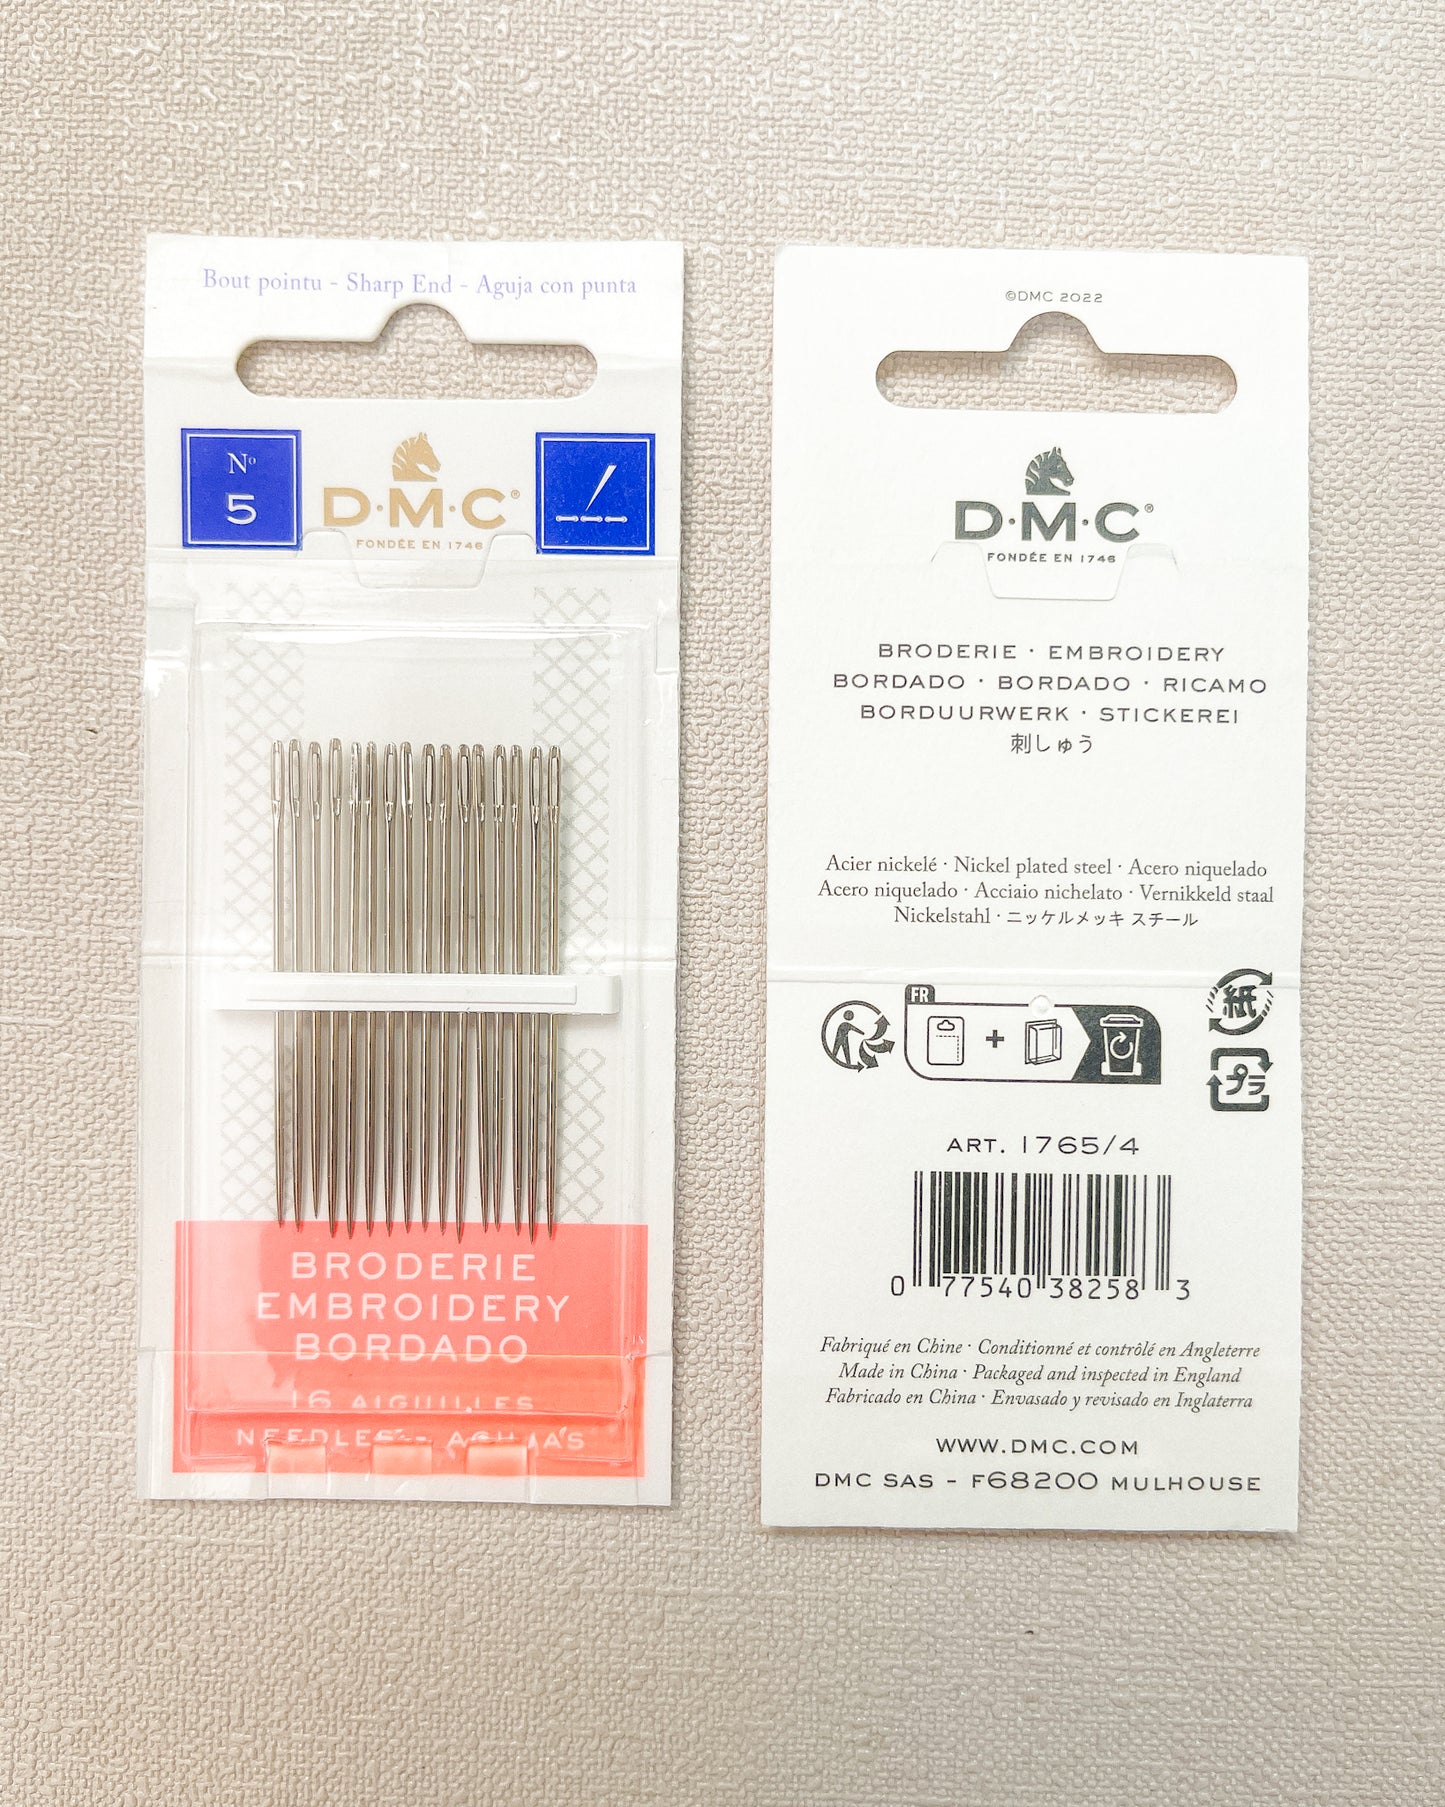 Bout pointu - Sharp End - Aguja con punta
Nº
5
D·M·C®
FONDÉE EN 1746
BRODERIE
EMBROIDERY
BORDADO
16 AIGUILLES
NEEDLES - AGUJAS
©DMC 2022
D·M·C®
FONDÉE EN 1746
BRODERIE · EMBROIDERY
BORDADO · BORDADO · RICAMO
BORDUURWERK · STICKEREI
刺しゅう
Acier nickelé · Nickel plated steel · Acero niquelado
Acero niquelado · Acciaio nichelato · Vernikkeld staal
Nickelstahl · ニッケルメッキ スチール
FR
紙
プラ
ART. 1765/4
0 77540 38258 3
Fabriqué en Chine · Conditionné et contrôlé en Angleterre
Made in China · Packaged and inspected in England
Fabricado en China · Envasado y revisado en Inglaterra
WWW.DMC.COM
DMC SAS - F68200 MULHOUSE